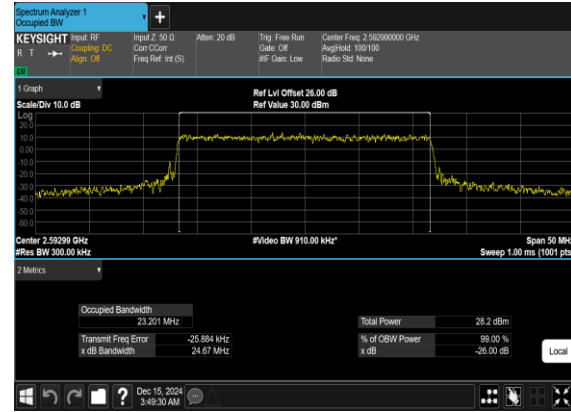 Spectrum Analyzer 1
Occupied BW
KEYSIGHT Input: RF Input Z: 50 Ω Atten: 20 dB Trig: Free Run Center Freq: 2.592990000 GHz
R T Coupling: DC Corr CCorr Gate: Off Avg|Hold: 100/100
Align: Off Freq Ref: Int (S) #IF Gain: Low Radio Std: None
LV
1 Graph
Ref Lvl Offset 26.00 dB
Scale/Div 10.0 dB Ref Value 30.00 dBm
Log
20.0
10.0
0.00
-10.0
-20.0
-30.0
-40.0
-50.0
-60.0
Center 2.59299 GHz #Video BW 910.00 kHz* Span 50 MHz
#Res BW 300.00 kHz Sweep 1.00 ms (1001 pts
2 Metrics
Occupied Bandwidth
23.201 MHz Total Power 28.2 dBm
Transmit Freq Error -25.884 kHz % of OBW Power 99.00 %
x dB Bandwidth 24.67 MHz x dB -26.00 dB
Local
? Dec 15, 2024
3:49:30 AM